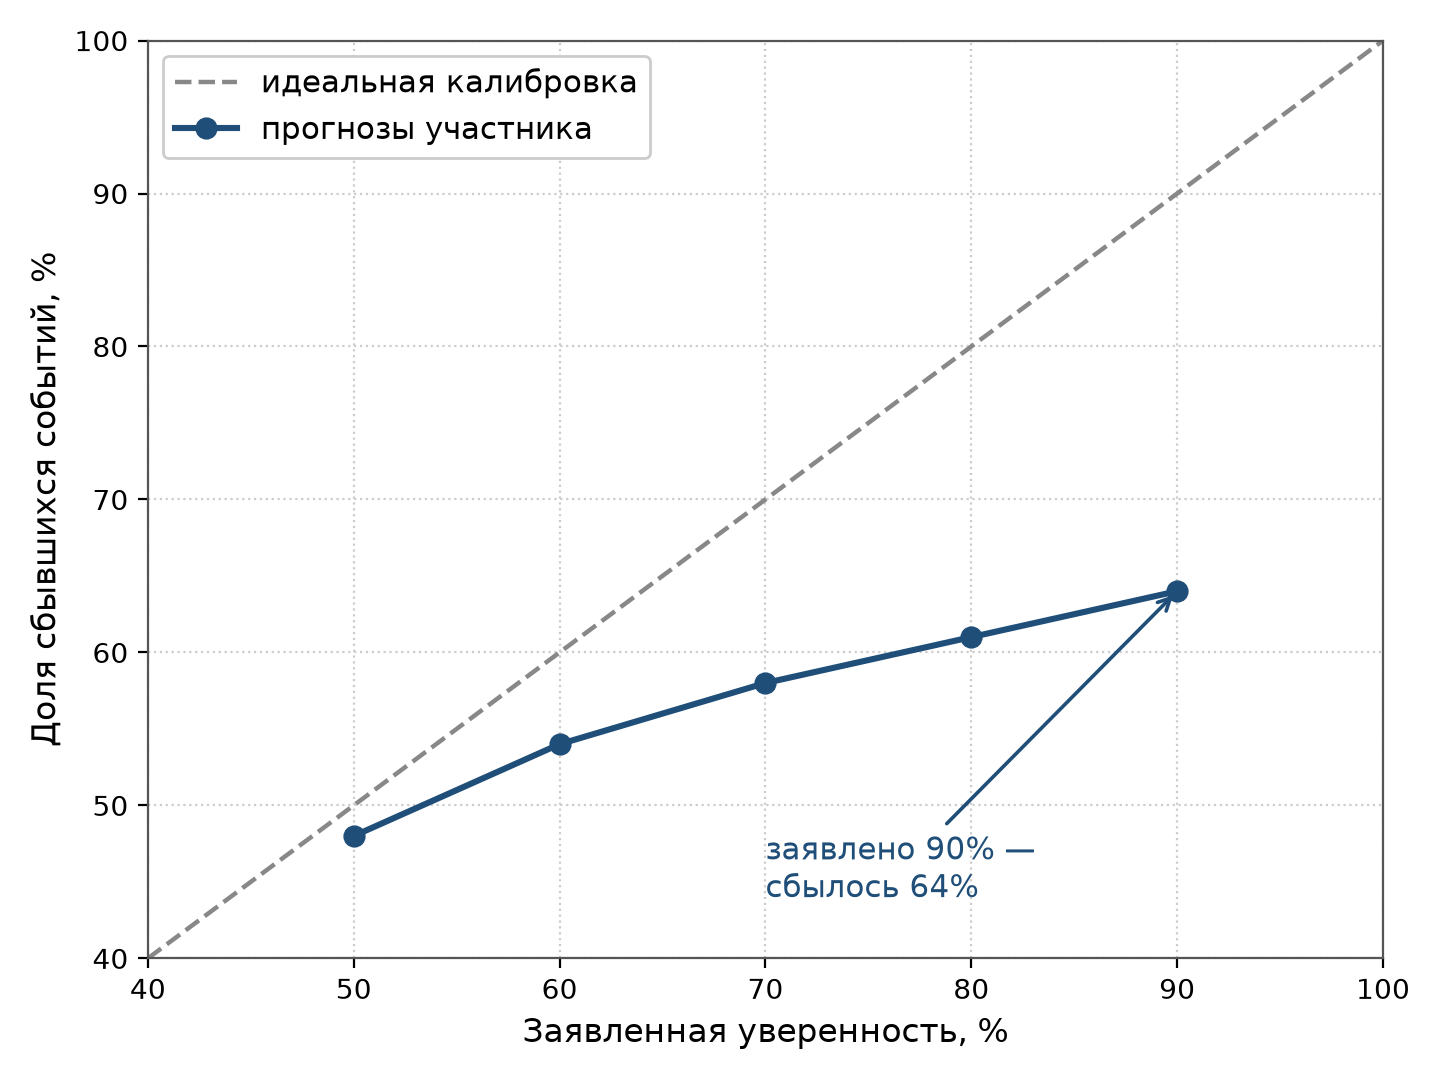 идеальная калибровка
прогнозы участника
Доля сбывшихся событий, %
100
90
80
70
60
50
40
заявлено 90% —
сбылось 64%
40 50 60 70 80 90 100
Заявленная уверенность, %